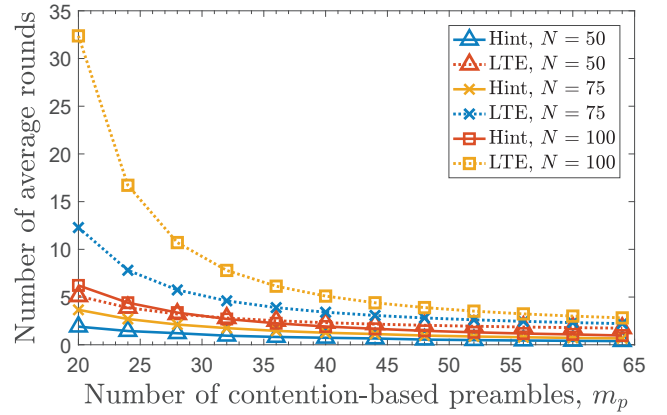 35
30
25
20
15
10
5
0
20 25 30 35 40 45 50 55 60 65
Number of average rounds
Number of contention-based preambles, m_p
Hint, N = 50
LTE, N = 50
Hint, N = 75
LTE, N = 75
Hint, N = 100
LTE, N = 100